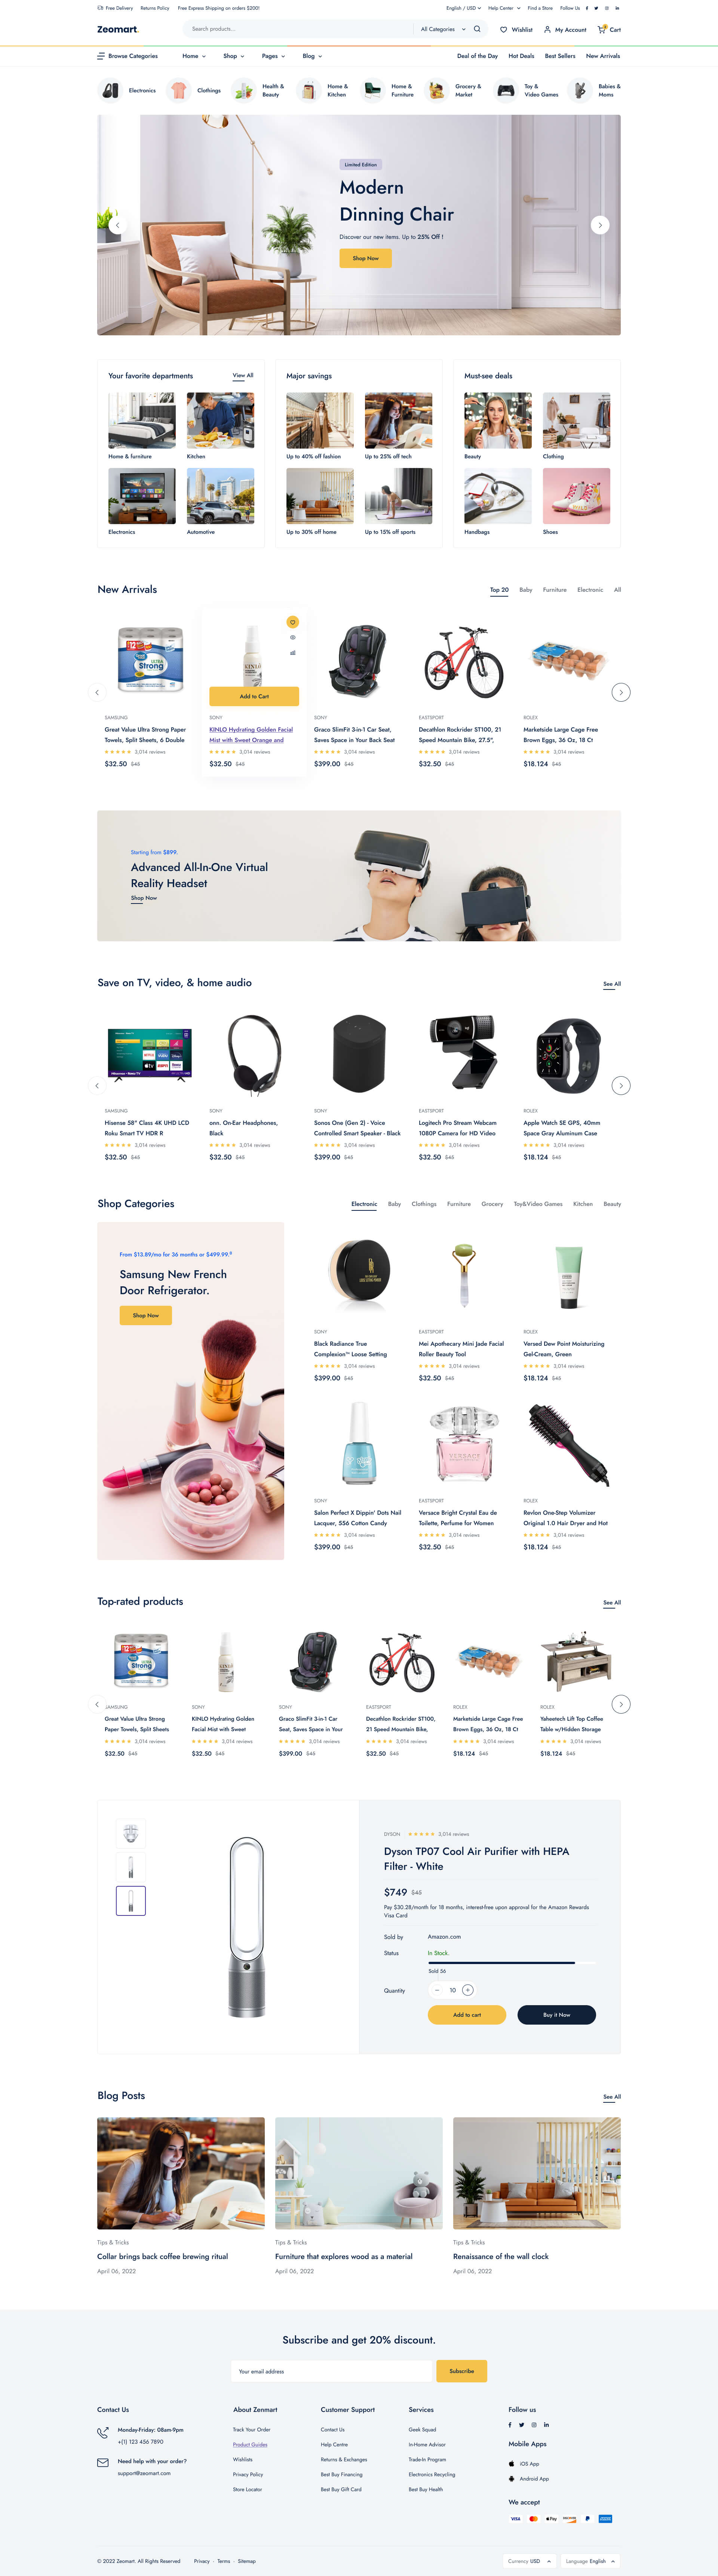 Free Delivery Returns Policy Free Express Shipping on orders $200!
English / USD Help Center Find a Store Follow Us
Zeomart
Search products...
All Categories
Wishlist My Account Cart
Browse Categories Home Shop Pages Blog Deal of the Day Hot Deals Best Sellers New Arrivals
Electronics
Clothings
Health &
Beauty
Home &
Kitchen
Home &
Furniture
Grocery &
Market
Toy &
Video Games
Babies &
Moms
Limited Edition
Modern
Dinning Chair
Discover our new items. Up to 25% Off !
Shop Now
Your favorite departments
View All
Home & furniture
Kitchen
Electronics
Automotive
Major savings
Up to 40% off fashion
Up to 25% off tech
Up to 30% off home
Up to 15% off sports
Must-see deals
Beauty
Clothing
Handbags
Shoes
New Arrivals
Top 20 Baby Furniture Electronic All
SAMSUNG
Great Value Ultra Strong Paper
Towels, Split Sheets, 6 Double
3,014 reviews
$32.50 $45
Add to Cart
SONY
KINLO Hydrating Golden Facial
Mist with Sweet Orange and
3,014 reviews
$32.50 $45
SONY
Graco SlimFit 3-in-1 Car Seat,
Saves Space in Your Back Seat
3,014 reviews
$399.00 $45
EASTSPORT
Decathlon Rockrider ST100, 21
Speed Mountain Bike, 27.5",
3,014 reviews
$32.50 $45
ROLEX
Marketside Large Cage Free
Brown Eggs, 36 Oz, 18 Ct
3,014 reviews
$18.124 $45
Starting from $899.
Advanced All-In-One Virtual
Reality Headset
Shop Now
Save on TV, video, & home audio
See All
SAMSUNG
Hisense 58" Class 4K UHD LCD
Roku Smart TV HDR R
3,014 reviews
$32.50 $45
SONY
onn. On-Ear Headphones,
Black
3,014 reviews
$32.50 $45
SONY
Sonos One (Gen 2) - Voice
Controlled Smart Speaker - Black
3,014 reviews
$399.00 $45
EASTSPORT
Logitech Pro Stream Webcam
1080P Camera for HD Video
3,014 reviews
$32.50 $45
ROLEX
Apple Watch SE GPS, 40mm
Space Gray Aluminum Case
3,014 reviews
$18.124 $45
Shop Categories
Electronic Baby Clothings Furniture Grocery Toy&Video Games Kitchen Beauty
From $13.89/mo for 36 months or $499.99.
Samsung New French
Door Refrigerator.
Shop Now
SONY
Black Radiance True
Complexion™ Loose Setting
3,014 reviews
$399.00 $45
EASTSPORT
Mei Apothecary Mini Jade Facial
Roller Beauty Tool
3,014 reviews
$32.50 $45
ROLEX
Versed Dew Point Moisturizing
Gel-Cream, Green
3,014 reviews
$18.124 $45
SONY
Salon Perfect X Dippin' Dots Nail
Lacquer, 556 Cotton Candy
3,014 reviews
$399.00 $45
EASTSPORT
Versace Bright Crystal Eau de
Toilette, Perfume for Women
3,014 reviews
$32.50 $45
ROLEX
Revlon One-Step Volumizer
Original 1.0 Hair Dryer and Hot
3,014 reviews
$18.124 $45
Top-rated products
See All
SAMSUNG
Great Value Ultra Strong
Paper Towels, Split Sheets
3,014 reviews
$32.50 $45
SONY
KINLO Hydrating Golden
Facial Mist with Sweet
3,014 reviews
$32.50 $45
SONY
Graco SlimFit 3-in-1 Car
Seat, Saves Space in Your
3,014 reviews
$399.00 $45
EASTSPORT
Decathlon Rockrider ST100,
21 Speed Mountain Bike,
3,014 reviews
$32.50 $45
ROLEX
Marketside Large Cage Free
Brown Eggs, 36 Oz, 18 Ct
3,014 reviews
$18.124 $45
ROLEX
Yaheetech Lift Top Coffee
Table w/Hidden Storage
3,014 reviews
$18.124 $45
DYSON 3,014 reviews
Dyson TP07 Cool Air Purifier with HEPA
Filter - White
$749 $45
Pay $30.28/month for 18 months, interest-free upon approval for the Amazon Rewards
Visa Card
Sold by Amazon.com
Status In Stock.
Sold 56
Quantity - 10 +
Add to cart
Buy it Now
Blog Posts
See All
Tips & Tricks
Collar brings back coffee brewing ritual
April 06, 2022
Tips & Tricks
Furniture that explores wood as a material
April 06, 2022
Tips & Tricks
Renaissance of the wall clock
April 06, 2022
Subscribe and get 20% discount.
Your email address
Subscribe
Contact Us
Monday-Friday: 08am-9pm
+(1) 123 456 7890
Need help with your order?
support@zeomart.com
About Zenmart
Track Your Order
Product Guides
Wishlists
Privacy Policy
Store Locator
Customer Support
Contact Us
Help Centre
Returns & Exchanges
Best Buy Financing
Best Buy Gift Card
Services
Geek Squad
In-Home Advisor
Trade-In Program
Electronics Recycling
Best Buy Health
Follow us
Mobile Apps
iOS App
Android App
We accept
VISA Pay
© 2022 Zeomart. All Rights Reserved
Privacy · Terms · Sitemap
Currency USD
Language English